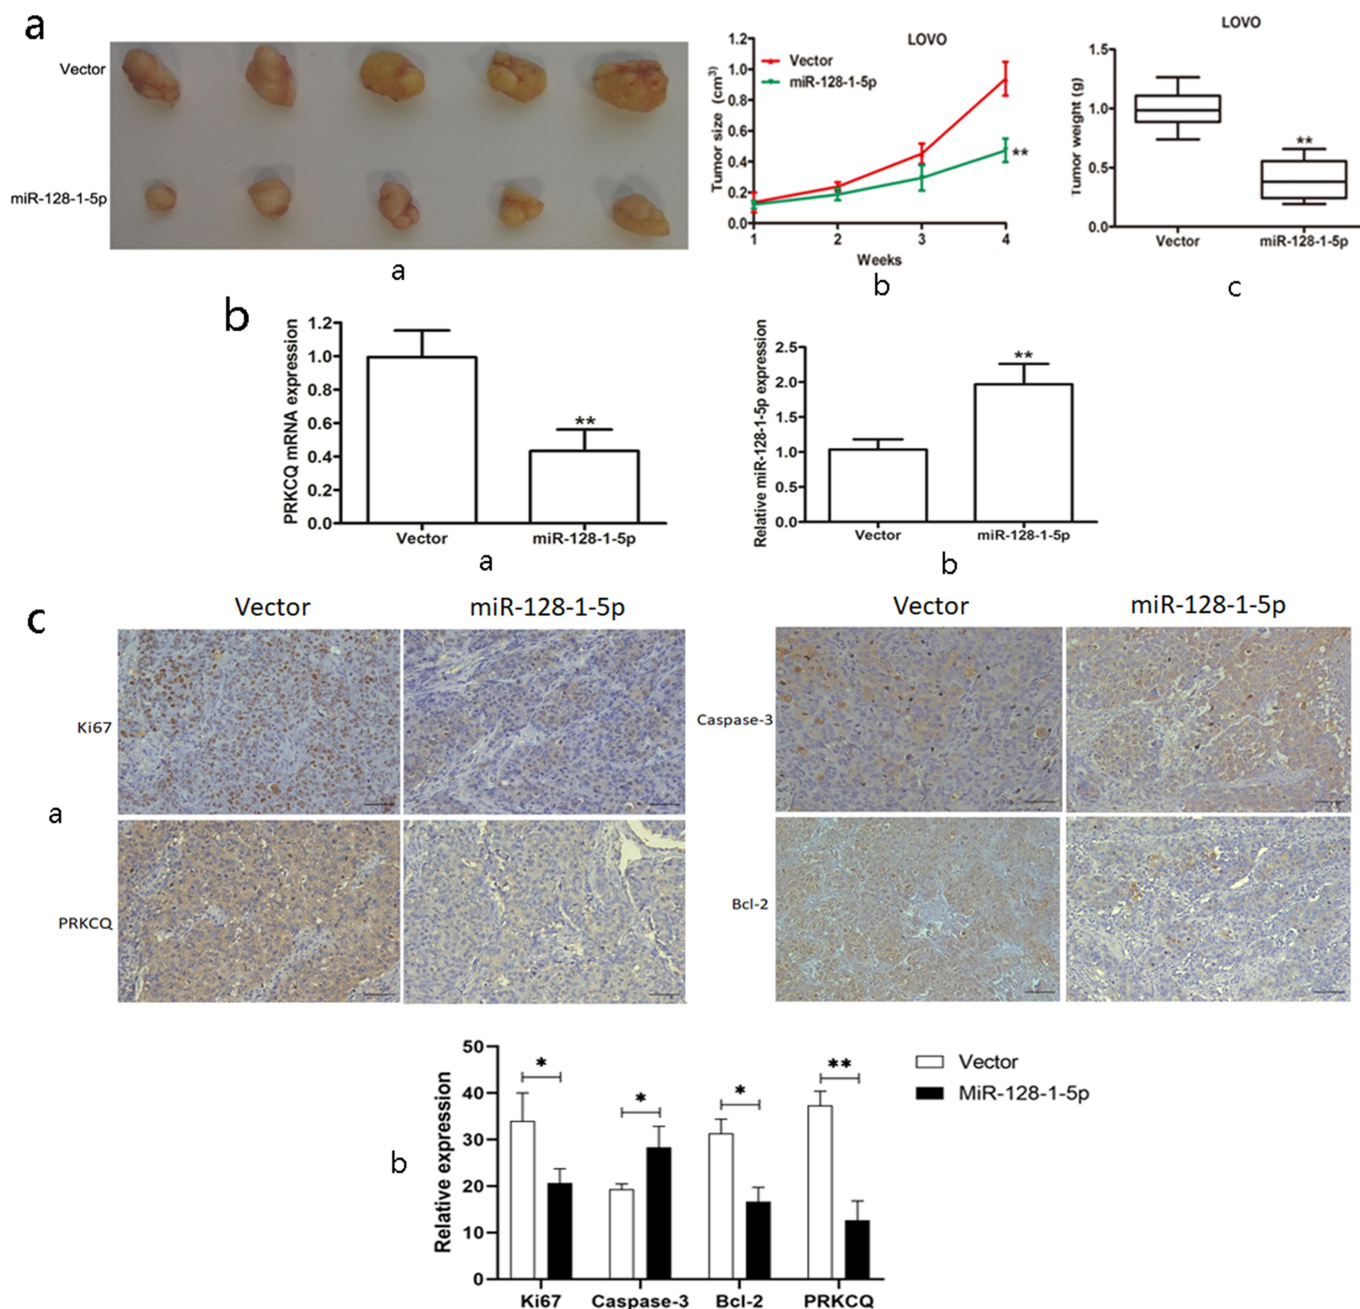 a
Vector
miR-128-1-5p
a
LOVO
Vector
miR-128-1-5p
Tumor size (cm³)
1.2
1.0
0.8
0.6
0.4
0.2
0.0
**
1 2 3 4
Weeks
b
LOVO
Tumor weight (g)
1.5
1.0
0.5
0.0
**
Vector miR-128-1-5p
c
b
PRKCQ mRNA expression
1.2
1.0
0.8
0.6
0.4
0.2
0.0
**
Vector miR-128-1-5p
a
Relative miR-128-1-5p expression
2.5
2.0
1.5
1.0
0.5
0.0
**
Vector miR-128-1-5p
b
c
Vector miR-128-1-5p
Ki67
a
PRKCQ
Vector miR-128-1-5p
Caspase-3
Bcl-2
b
Relative expression
50
40
30
20
10
0
* * * **
Ki67 Caspase-3 Bcl-2 PRKCQ
Vector
MiR-128-1-5p